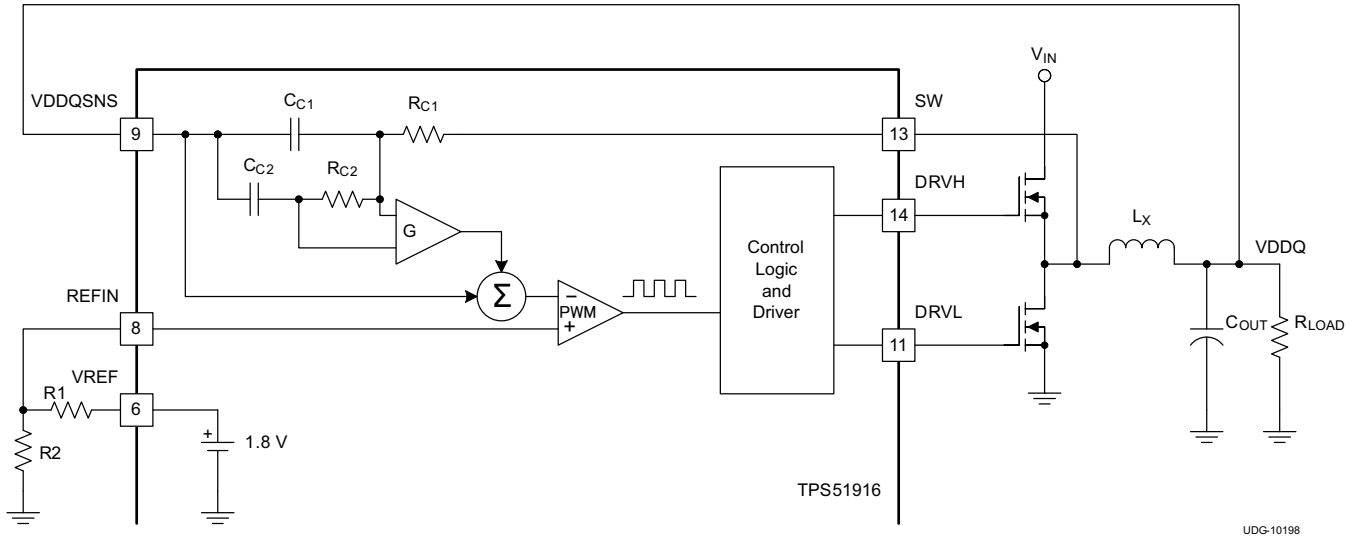 VIN
VDDQSNS
SW
CC1
RC1
9
13
CC2
RC2
DRVH
14
G
LX
VDDQ
Control
Logic
and
Driver
REFIN
Σ
−
PWM
+
DRVL
8
11
COUT
RLOAD
VREF
R1
6
R2
+
1.8 V
TPS51916
UDG-10198